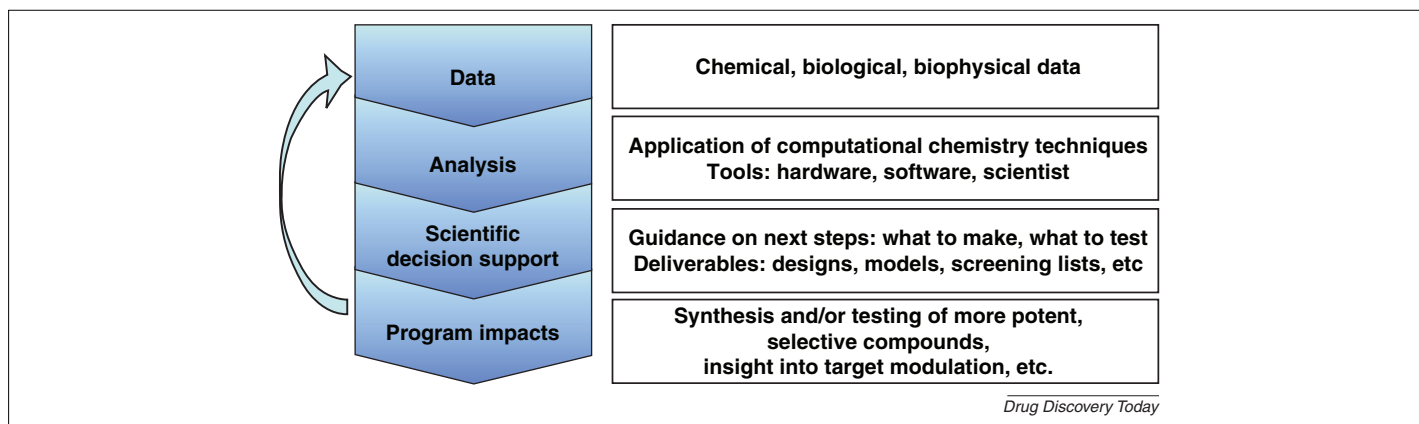 Data
Chemical, biological, biophysical data
Analysis
Application of computational chemistry techniques
Tools: hardware, software, scientist
Scientific
decision support
Guidance on next steps: what to make, what to test
Deliverables: designs, models, screening lists, etc
Program impacts
Synthesis and/or testing of more potent,
selective compounds,
insight into target modulation, etc.
Drug Discovery Today